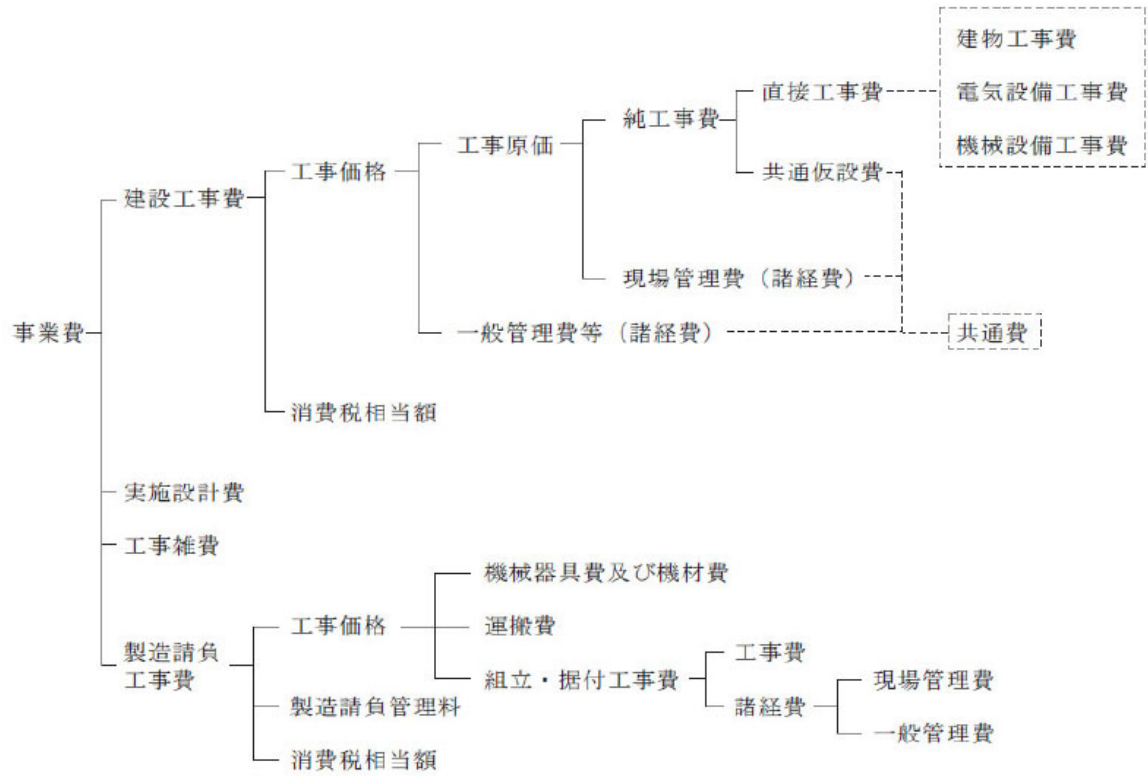 事業費
建設工事費
工事価格
工事原価
純工事費
直接工事費
建物工事費
電気設備工事費
機械設備工事費
共通仮設費
現場管理費（諸経費）
一般管理費等（諸経費）
共通費
消費税相当額
実施設計費
工事雑費
製造請負
工事費
工事価格
機械器具費及び機材費
運搬費
組立・据付工事費
工事費
諸経費
現場管理費
一般管理費
製造請負管理料
消費税相当額